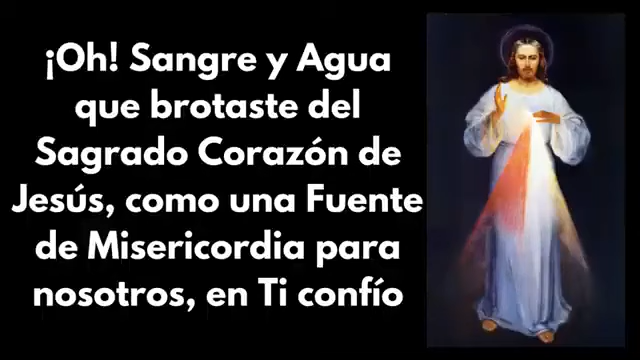 ¡Oh! Sangre y Agua
que brotaste del
Sagrado Corazón de
Jesús, como una Fuente
de Misericordia para
nosotros, en Ti confío